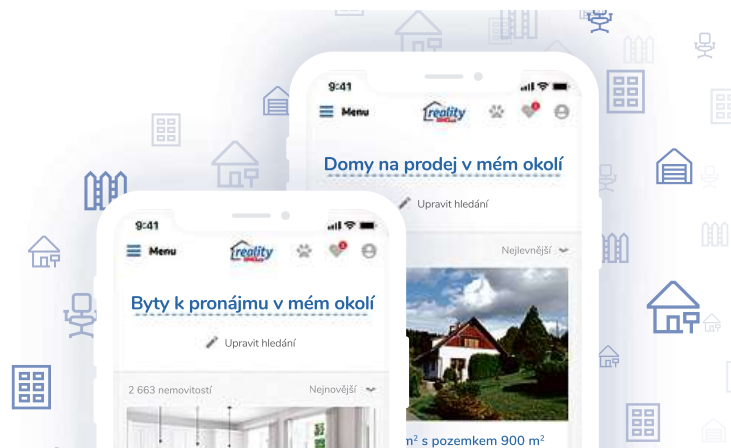 9:41
Menu
reality
Domy na prodej v mém okolí
Upravit hledání
Nejlevnější
m² s pozemkem 900 m²
9:41
Menu
reality
Byty k pronájmu v mém okolí
Upravit hledání
2 663 nemovitostí
Nejnovější